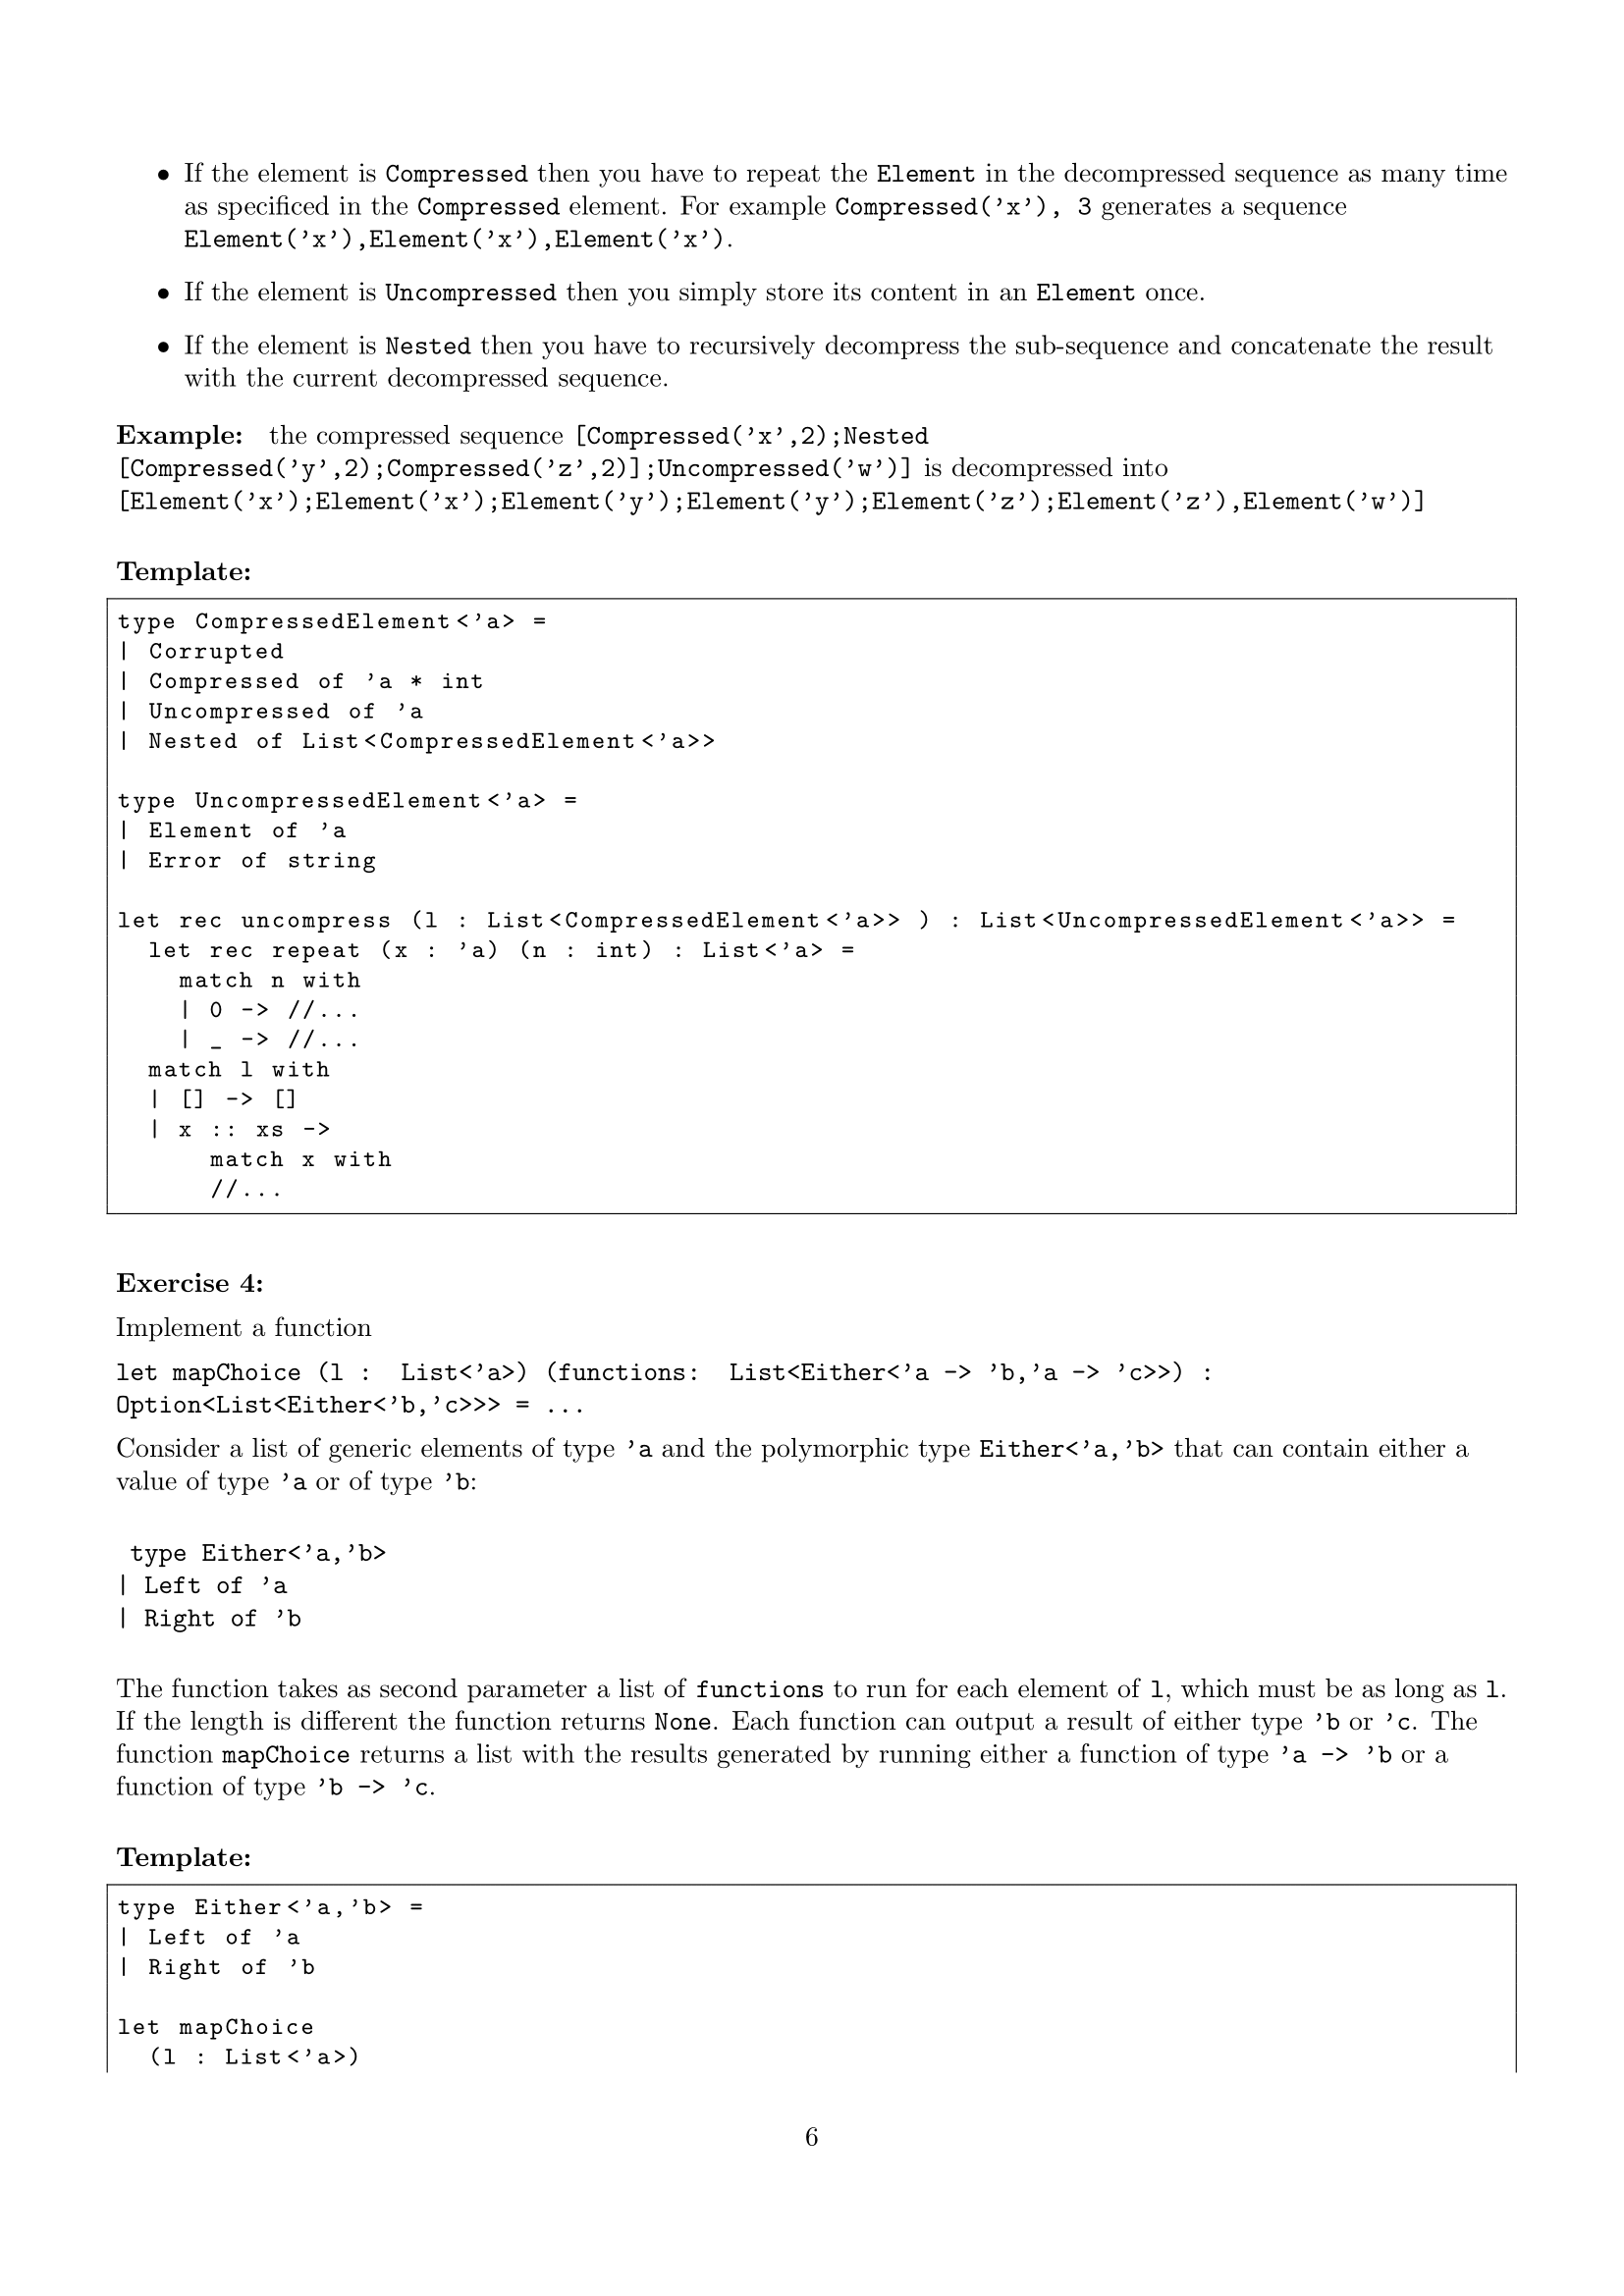 • If the element is Compressed then you have to repeat the Element in the decompressed sequence as many time
as specificed in the Compressed element. For example Compressed('x'), 3 generates a sequence
Element('x'),Element('x'),Element('x').
• If the element is Uncompressed then you simply store its content in an Element once.
• If the element is Nested then you have to recursively decompress the sub-sequence and concatenate the result
with the current decompressed sequence.
Example: the compressed sequence [Compressed('x',2);Nested
[Compressed('y',2);Compressed('z',2)];Uncompressed('w')] is decompressed into
[Element('x');Element('x');Element('y');Element('y');Element('z');Element('z'),Element('w')]
Template:
type CompressedElement<'a> =
| Corrupted
| Compressed of 'a * int
| Uncompressed of 'a
| Nested of List<CompressedElement<'a>>
type UncompressedElement<'a> =
| Element of 'a
| Error of string
let rec uncompress (l : List<CompressedElement<'a>> ) : List<UncompressedElement<'a>> =
  let rec repeat (x : 'a) (n : int) : List<'a> =
    match n with
    | 0 -> //...
    | _ -> //...
  match l with
  | [] -> []
  | x :: xs ->
      match x with
      //...
Exercise 4:
Implement a function
let mapChoice (l : List<'a>) (functions: List<Either<'a -> 'b,'a -> 'c>>) :
Option<List<Either<'b,'c>>> = ...
Consider a list of generic elements of type 'a and the polymorphic type Either<'a,'b> that can contain either a
value of type 'a or of type 'b:
type Either<'a,'b>
| Left of 'a
| Right of 'b
The function takes as second parameter a list of functions to run for each element of l, which must be as long as l.
If the length is different the function returns None. Each function can output a result of either type 'b or 'c. The
function mapChoice returns a list with the results generated by running either a function of type 'a -> 'b or a
function of type 'b -> 'c.
Template:
type Either<'a,'b> =
| Left of 'a
| Right of 'b
let mapChoice
  (l : List<'a>)
6